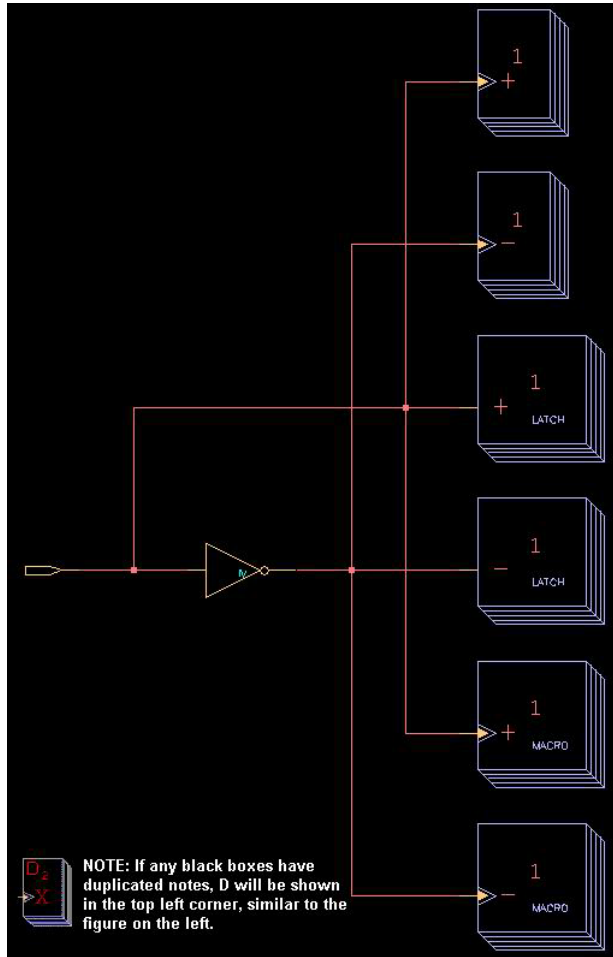 1
+
1
−
1
+
LATCH
1
−
LATCH
1
+
MACRO
1
−
MACRO
D2
X
NOTE: If any black boxes have
duplicated notes, D will be shown
in the top left corner, similar to the
figure on the left.